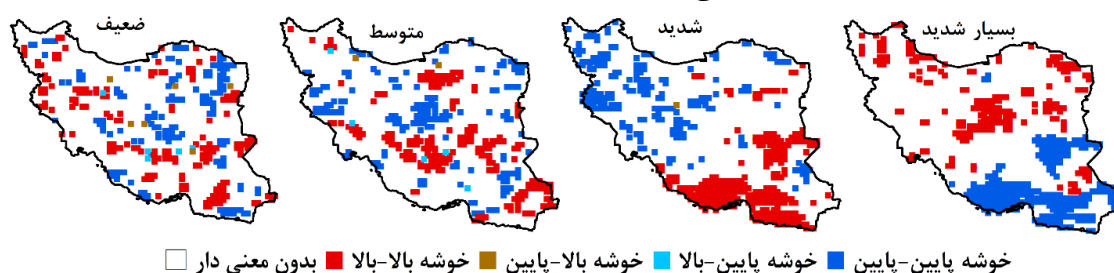 بسیار شدید
شدید
متوسط
ضعیف
خوشه پایین-پایین
خوشه پایین-بالا
خوشه بالا-پایین
خوشه بالا-بالا
بدون معنی دار